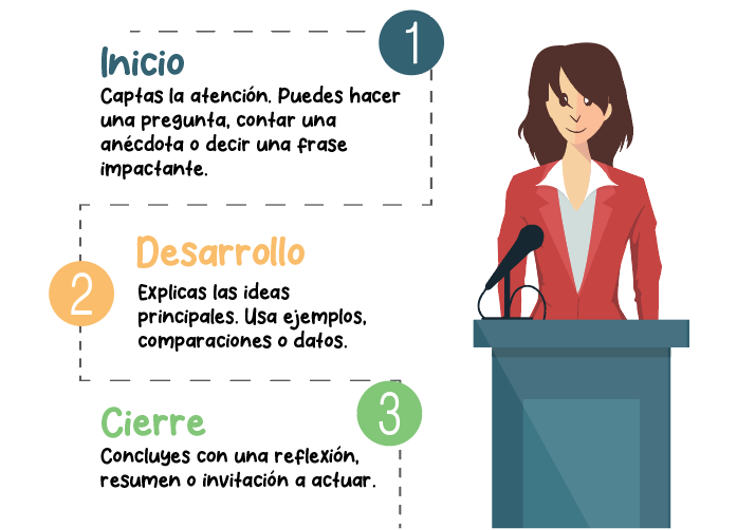 1
Inicio
Captas la atención. Puedes hacer
una pregunta, contar una
anécdota o decir una frase
impactante.
2
Desarrollo
Explicas las ideas
principales. Usa ejemplos,
comparaciones o datos.
3
Cierre
Concluyes con una reflexión,
resumen o invitación a actuar.